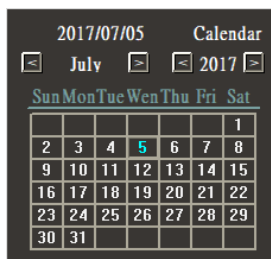 2017/07/05 Calendar
< July > < 2017 >
Sun Mon Tue Wen Thu Fri Sat
1
2 3 4 5 6 7 8
9 10 11 12 13 14 15
16 17 18 19 20 21 22
23 24 25 26 27 28 29
30 31